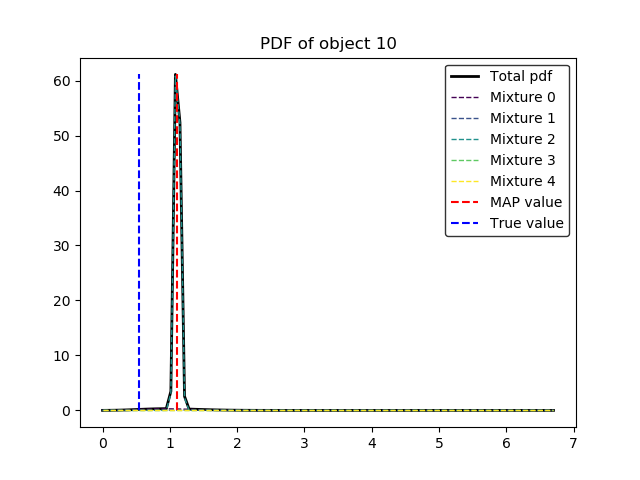 PDF of object 10
Total pdf
Mixture 0
Mixture 1
Mixture 2
Mixture 3
Mixture 4
MAP value
True value
60
50
40
30
20
10
0
0 1 2 3 4 5 6 7